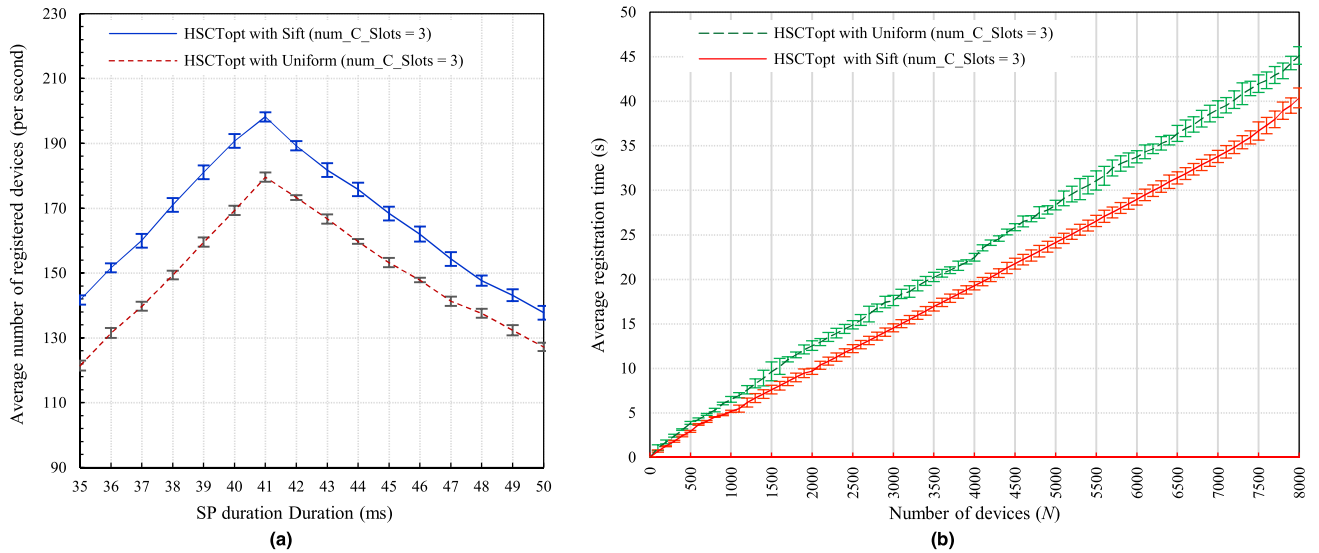 HSCTopt with Sift (num_C_Slots = 3)
HSCTopt with Uniform (num_C_Slots = 3)
Average number of registered devices (per second)
230
210
190
170
150
130
110
90
35 36 37 38 39 40 41 42 43 44 45 46 47 48 49 50
SP duration Duration (ms)
(a)
HSCTopt with Uniform (num_C_Slots = 3)
HSCTopt with Sift (num_C_Slots = 3)
Average registration time (s)
50
45
40
35
30
25
20
15
10
5
0
0 500 1000 1500 2000 2500 3000 3500 4000 4500 5000 5500 6000 6500 7000 7500 8000
Number of devices (N)
(b)